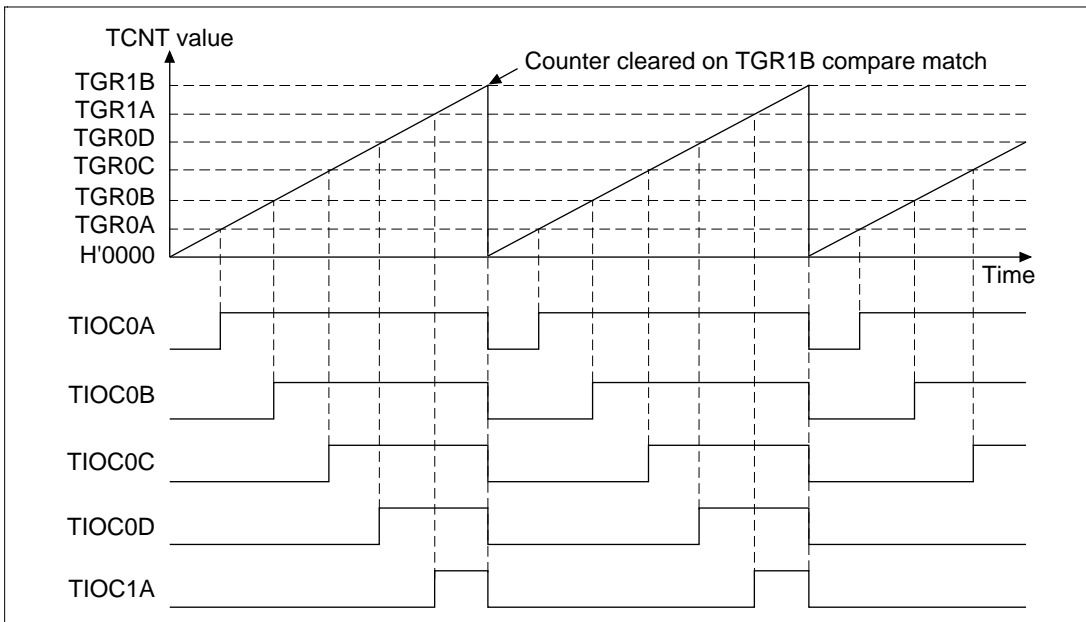 TCNT value
Counter cleared on TGR1B compare match
TGR1B
TGR1A
TGR0D
TGR0C
TGR0B
TGR0A
H'0000
Time
TIOC0A
TIOC0B
TIOC0C
TIOC0D
TIOC1A